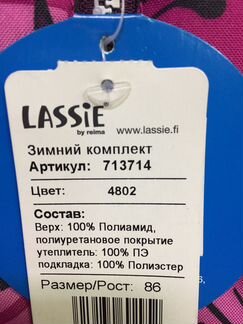 LASSiE
by reima
www.lassie.fi
Зимний комплект
Артикул: 713714
Цвет: 4802
Состав:
Верх: 100% Полиамид,
полиуретановое покрытие
утеплитель: 100% ПЭ
подкладка: 100% Полиэстер
Размер/Рост: 86